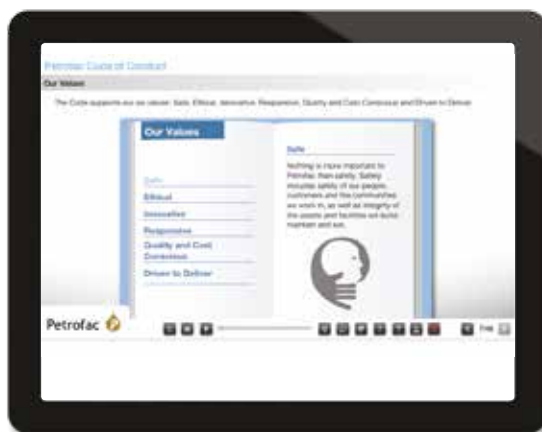 Petrofac Code of Conduct
Our Values
The Code supports our six values: Safe, Ethical, Innovative, Responsive, Quality and Cost Conscious and Driven to Deliver
Our Values
Safe
Ethical
Innovative
Responsive
Quality and Cost
Conscious
Driven to Deliver
Safe
Nothing is more important to
Petrofac than safety. Safety
includes safety of our people,
customers and the communities
we work in, as well as integrity of
the assets and facilities we build
maintain and run.
Petrofac